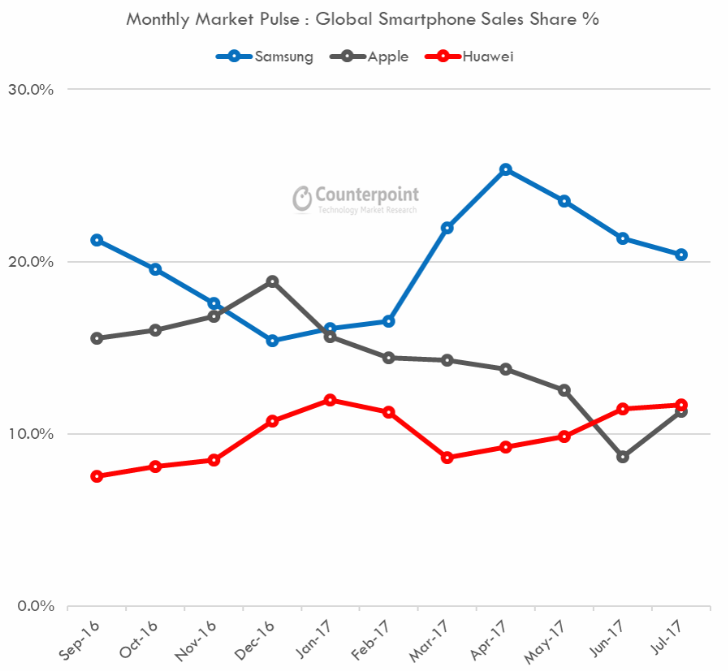 Monthly Market Pulse : Global Smartphone Sales Share %
Samsung Apple Huawei
30.0%
Counterpoint
Technology Market Research
20.0%
10.0%
0.0%
Sep-16 Oct-16 Nov-16 Dec-16 Jan-17 Feb-17 Mar-17 Apr-17 May-17 Jun-17 Jul-17